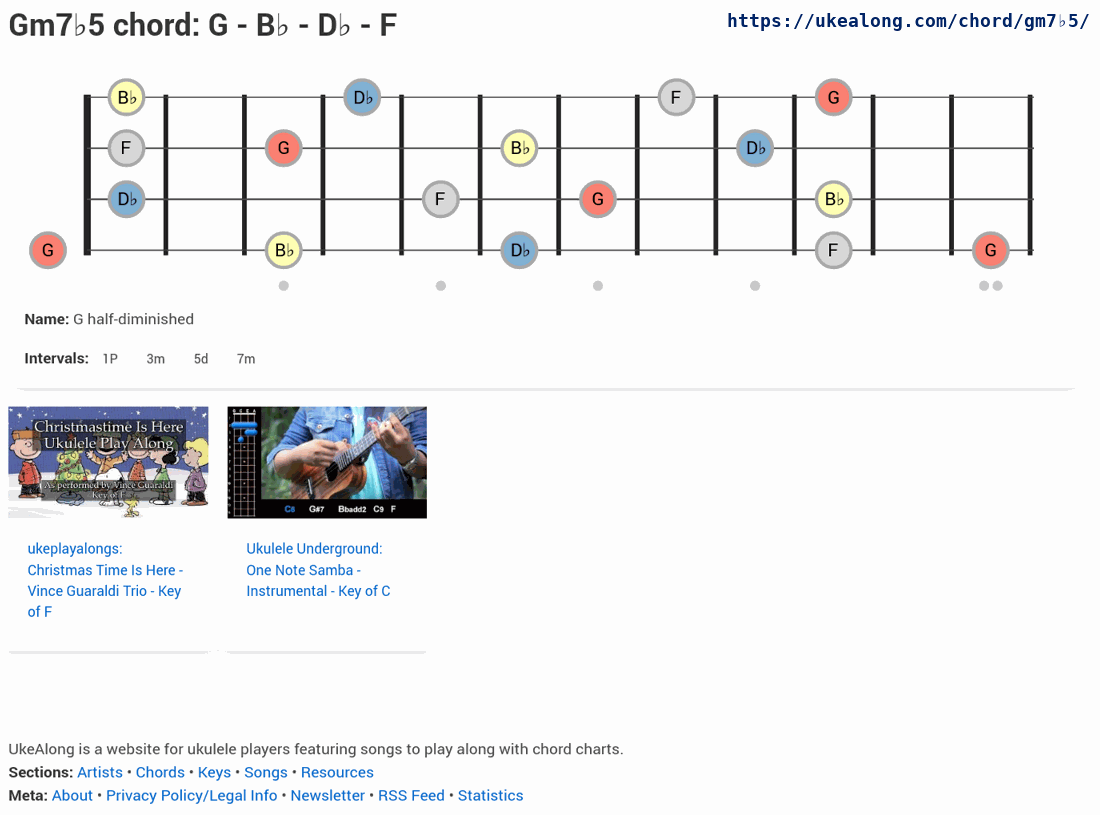 Gm7♭5 chord: G - B♭ - D♭ - F
https://ukealong.com/chord/gm7♭5/
B♭ D♭ F G
F G B♭ D♭
D♭ F G B♭
G B♭ D♭ F G
Name: G half-diminished
Intervals: 1P 3m 5d 7m
Christmastime Is Here
Ukulele Play Along
As performed by Vince Guaraldi
Key of F
C6 G#7 Bbadd2 C9 F
ukeplayalongs:
Christmas Time Is Here -
Vince Guaraldi Trio - Key
of F
Ukulele Underground:
One Note Samba -
Instrumental - Key of C
UkeAlong is a website for ukulele players featuring songs to play along with chord charts.
Sections: Artists • Chords • Keys • Songs • Resources
Meta: About • Privacy Policy/Legal Info • Newsletter • RSS Feed • Statistics